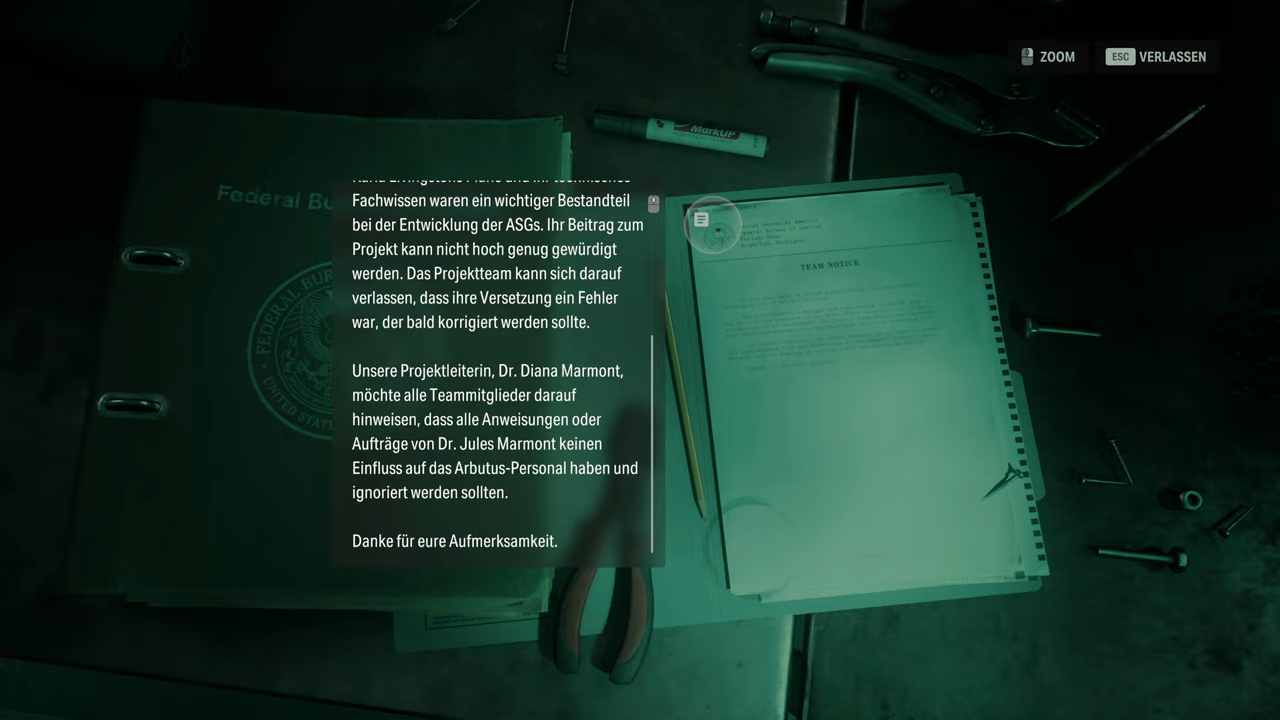 ZOOM
ESC VERLASSEN
MarkUP
Federal Bu
FEDERAL BUR
UNITED STATES
TEAM NOTICE
Fachwissen waren ein wichtiger Bestandteil
bei der Entwicklung der ASGs. Ihr Beitrag zum
Projekt kann nicht hoch genug gewürdigt
werden. Das Projektteam kann sich darauf
verlassen, dass ihre Versetzung ein Fehler
war, der bald korrigiert werden sollte.
Unsere Projektleiterin, Dr. Diana Marmont,
möchte alle Teammitglieder darauf
hinweisen, dass alle Anweisungen oder
Aufträge von Dr. Jules Marmont keinen
Einfluss auf das Arbutus-Personal haben und
ignoriert werden sollten.
Danke für eure Aufmerksamkeit.